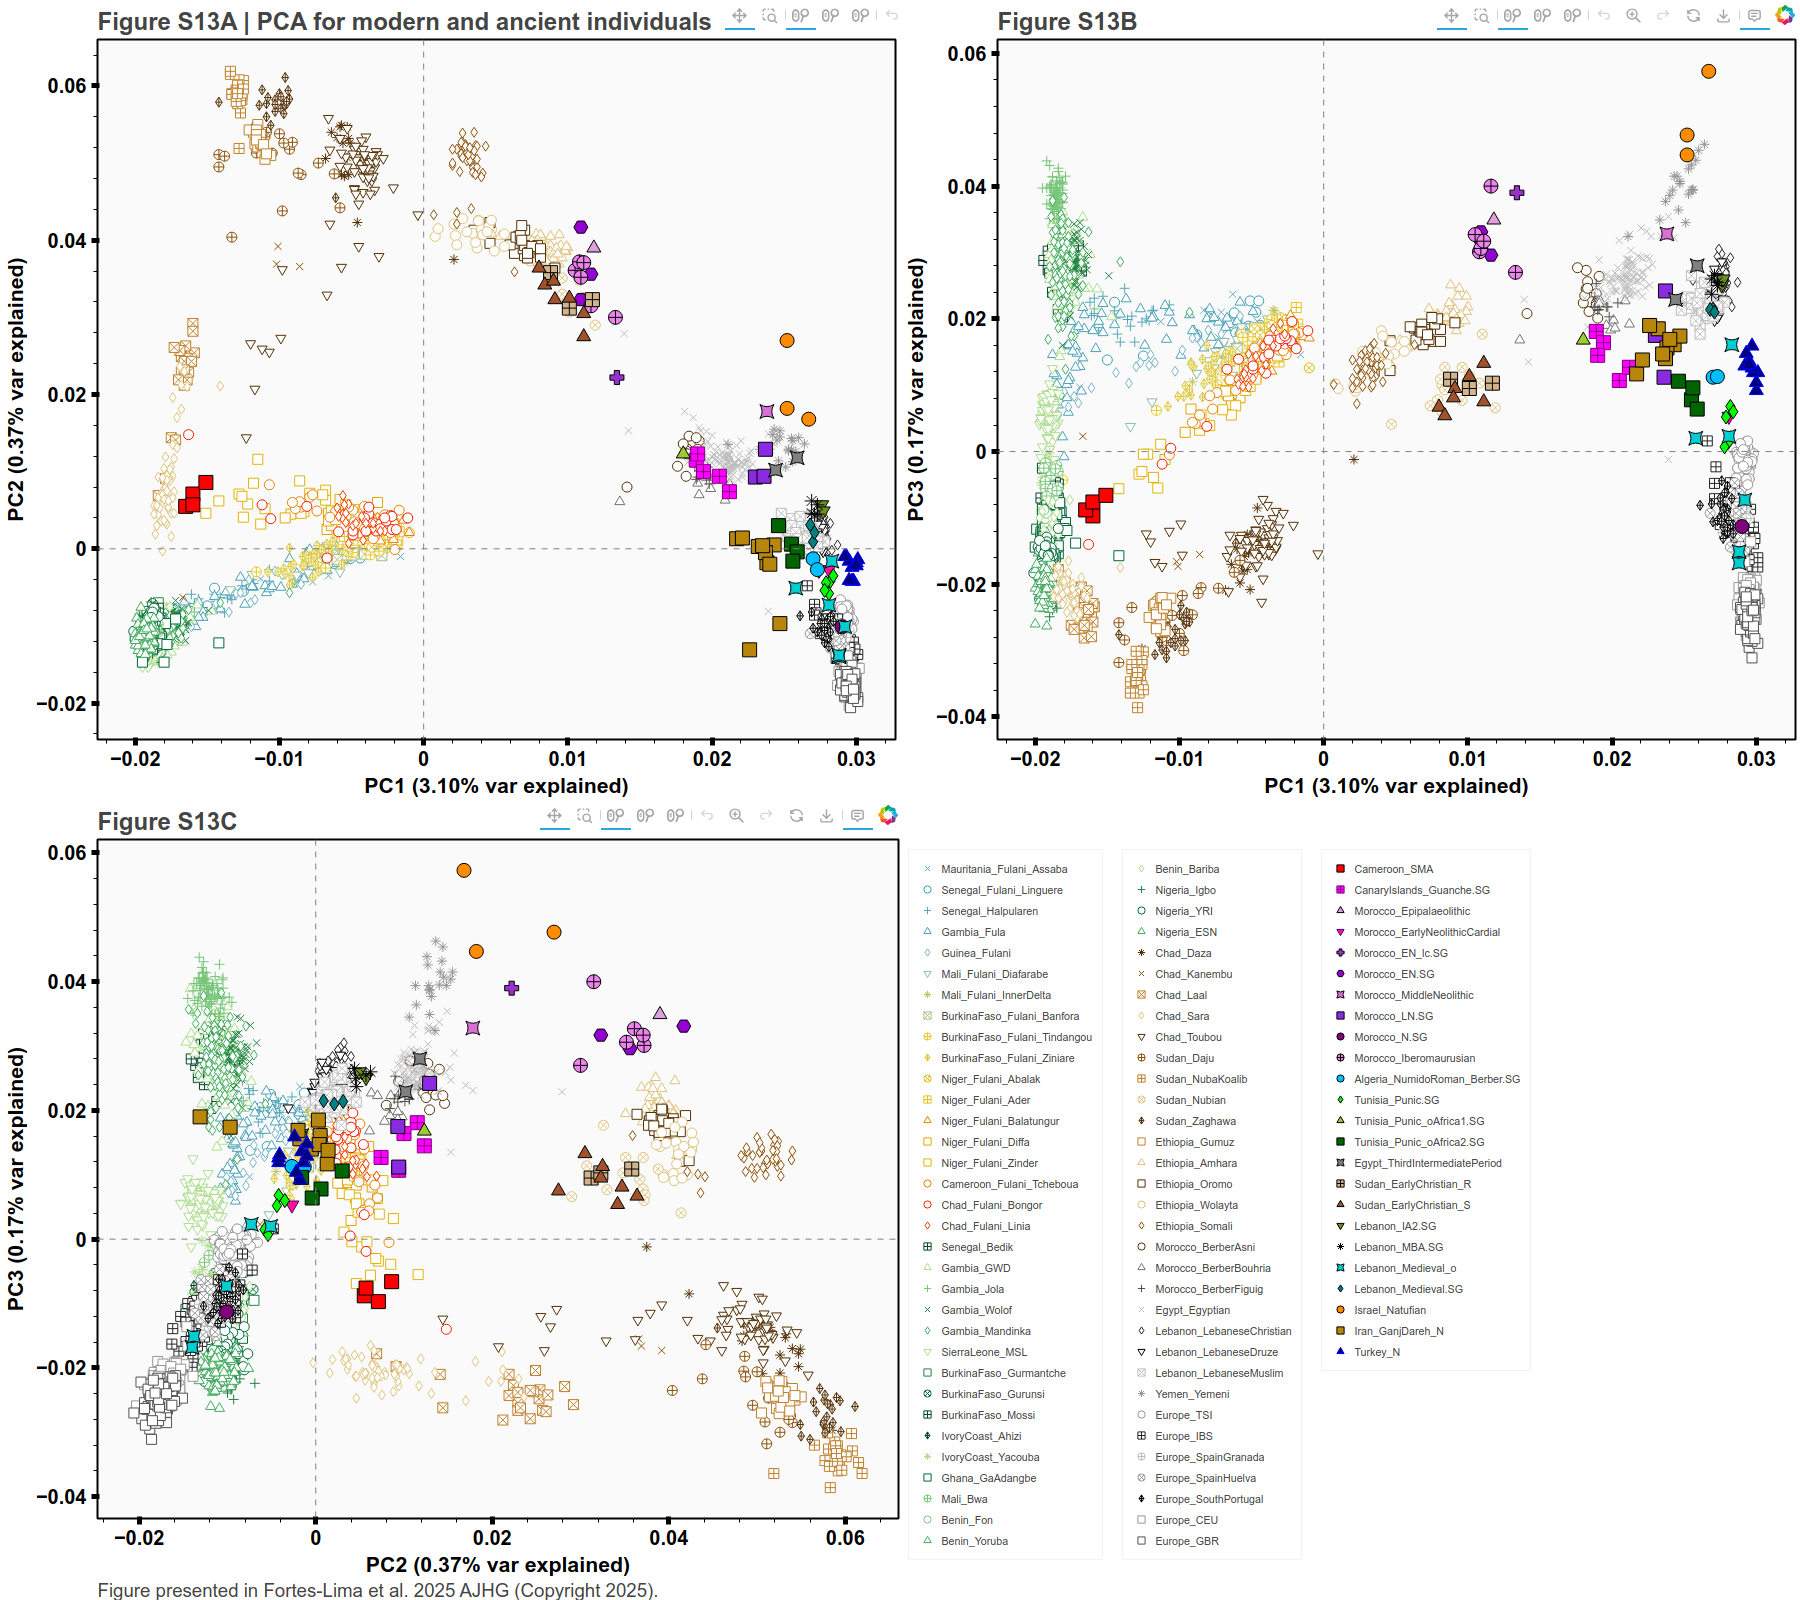 Figure S13A | PCA for modern and ancient individuals
0.06
0.04
0.02
0
−0.02
−0.02
−0.01
0
0.01
0.02
0.03
PC2 (0.37% var explained)
PC1 (3.10% var explained)
Figure S13B
0.06
0.04
0.02
0
−0.02
−0.04
−0.02
−0.01
0
0.01
0.02
0.03
PC3 (0.17% var explained)
PC1 (3.10% var explained)
Figure S13C
0.06
0.04
0.02
0
−0.02
−0.04
−0.02
0
0.02
0.04
0.06
PC3 (0.17% var explained)
PC2 (0.37% var explained)
Mauritania_Fulani_Assaba
Senegal_Fulani_Linguere
Senegal_Halpularen
Gambia_Fula
Guinea_Fulani
Mali_Fulani_Diafarabe
Mali_Fulani_InnerDelta
BurkinaFaso_Fulani_Banfora
BurkinaFaso_Fulani_Tindangou
BurkinaFaso_Fulani_Ziniare
Niger_Fulani_Abalak
Niger_Fulani_Ader
Niger_Fulani_Balatungur
Niger_Fulani_Diffa
Niger_Fulani_Zinder
Cameroon_Fulani_Tcheboua
Chad_Fulani_Bongor
Chad_Fulani_Linia
Senegal_Bedik
Gambia_GWD
Gambia_Jola
Gambia_Wolof
Gambia_Mandinka
SierraLeone_MSL
BurkinaFaso_Gurmantche
BurkinaFaso_Gurunsi
BurkinaFaso_Mossi
IvoryCoast_Ahizi
IvoryCoast_Yacouba
Ghana_GaAdangbe
Mali_Bwa
Benin_Fon
Benin_Yoruba
Benin_Bariba
Nigeria_Igbo
Nigeria_YRI
Nigeria_ESN
Chad_Daza
Chad_Kanembu
Chad_Laal
Chad_Sara
Chad_Toubou
Sudan_Daju
Sudan_NubaKoalib
Sudan_Nubian
Sudan_Zaghawa
Ethiopia_Gumuz
Ethiopia_Amhara
Ethiopia_Oromo
Ethiopia_Wolayta
Ethiopia_Somali
Morocco_BerberAsni
Morocco_BerberBouhria
Morocco_BerberFiguig
Egypt_Egyptian
Lebanon_LebaneseChristian
Lebanon_LebaneseDruze
Lebanon_LebaneseMuslim
Yemen_Yemeni
Europe_TSI
Europe_IBS
Europe_SpainGranada
Europe_SpainHuelva
Europe_SouthPortugal
Europe_CEU
Europe_GBR
Cameroon_SMA
CanaryIslands_Guanche.SG
Morocco_Epipalaeolithic
Morocco_EarlyNeolithicCardial
Morocco_EN_lc.SG
Morocco_EN.SG
Morocco_MiddleNeolithic
Morocco_LN.SG
Morocco_N.SG
Morocco_Iberomaurusian
Algeria_NumidoRoman_Berber.SG
Tunisia_Punic.SG
Tunisia_Punic_oAfrica1.SG
Tunisia_Punic_oAfrica2.SG
Egypt_ThirdIntermediatePeriod
Sudan_EarlyChristian_R
Sudan_EarlyChristian_S
Lebanon_IA2.SG
Lebanon_MBA.SG
Lebanon_Medieval_o
Lebanon_Medieval.SG
Israel_Natufian
Iran_GanjDareh_N
Turkey_N
Figure presented in Fortes-Lima et al. 2025 AJHG (Copyright 2025).